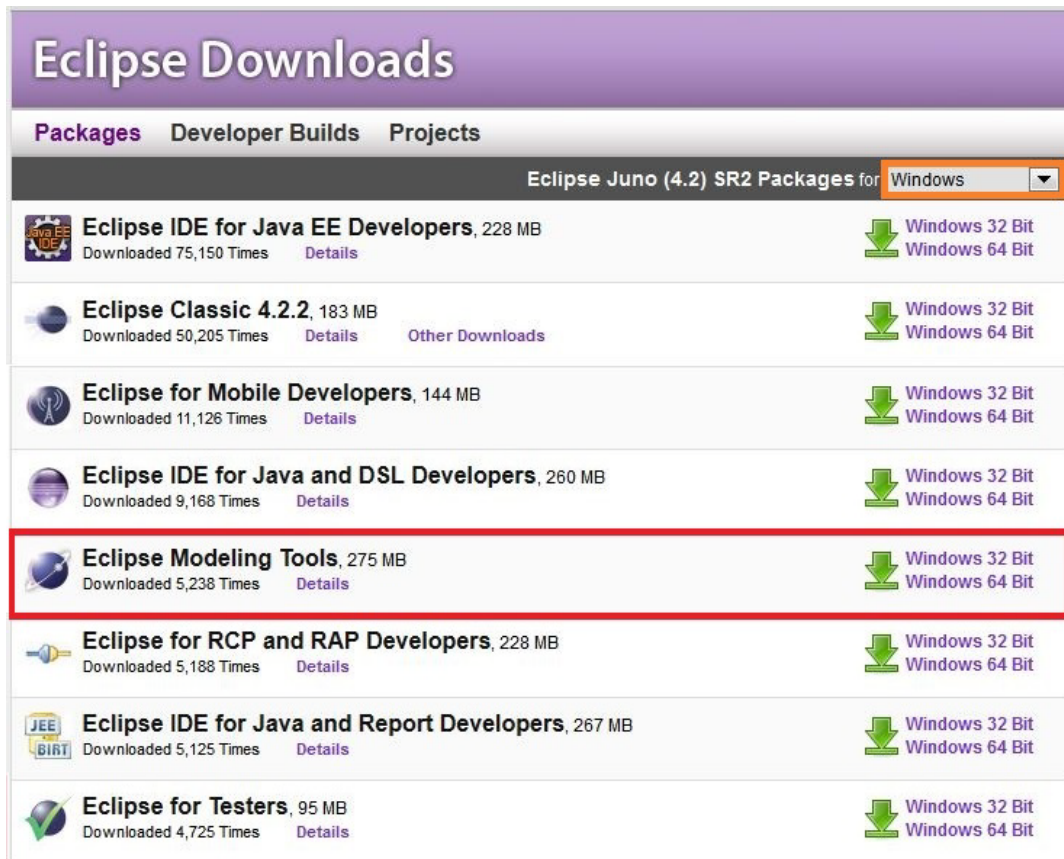 Eclipse Downloads
Packages Developer Builds Projects
Eclipse Juno (4.2) SR2 Packages for Windows
Java EE
IDE
Eclipse IDE for Java EE Developers, 228 MB
Windows 32 Bit
Downloaded 75,150 Times Details
Windows 64 Bit
Eclipse Classic 4.2.2, 183 MB
Windows 32 Bit
Downloaded 50,205 Times Details Other Downloads
Windows 64 Bit
Eclipse for Mobile Developers, 144 MB
Windows 32 Bit
Downloaded 11,126 Times Details
Windows 64 Bit
Eclipse IDE for Java and DSL Developers, 260 MB
Windows 32 Bit
Downloaded 9,168 Times Details
Windows 64 Bit
Eclipse Modeling Tools, 275 MB
Windows 32 Bit
Downloaded 5,238 Times Details
Windows 64 Bit
Eclipse for RCP and RAP Developers, 228 MB
Windows 32 Bit
Downloaded 5,188 Times Details
Windows 64 Bit
JEE
BIRT
Eclipse IDE for Java and Report Developers, 267 MB
Windows 32 Bit
Downloaded 5,125 Times Details
Windows 64 Bit
Eclipse for Testers, 95 MB
Windows 32 Bit
Downloaded 4,725 Times Details
Windows 64 Bit